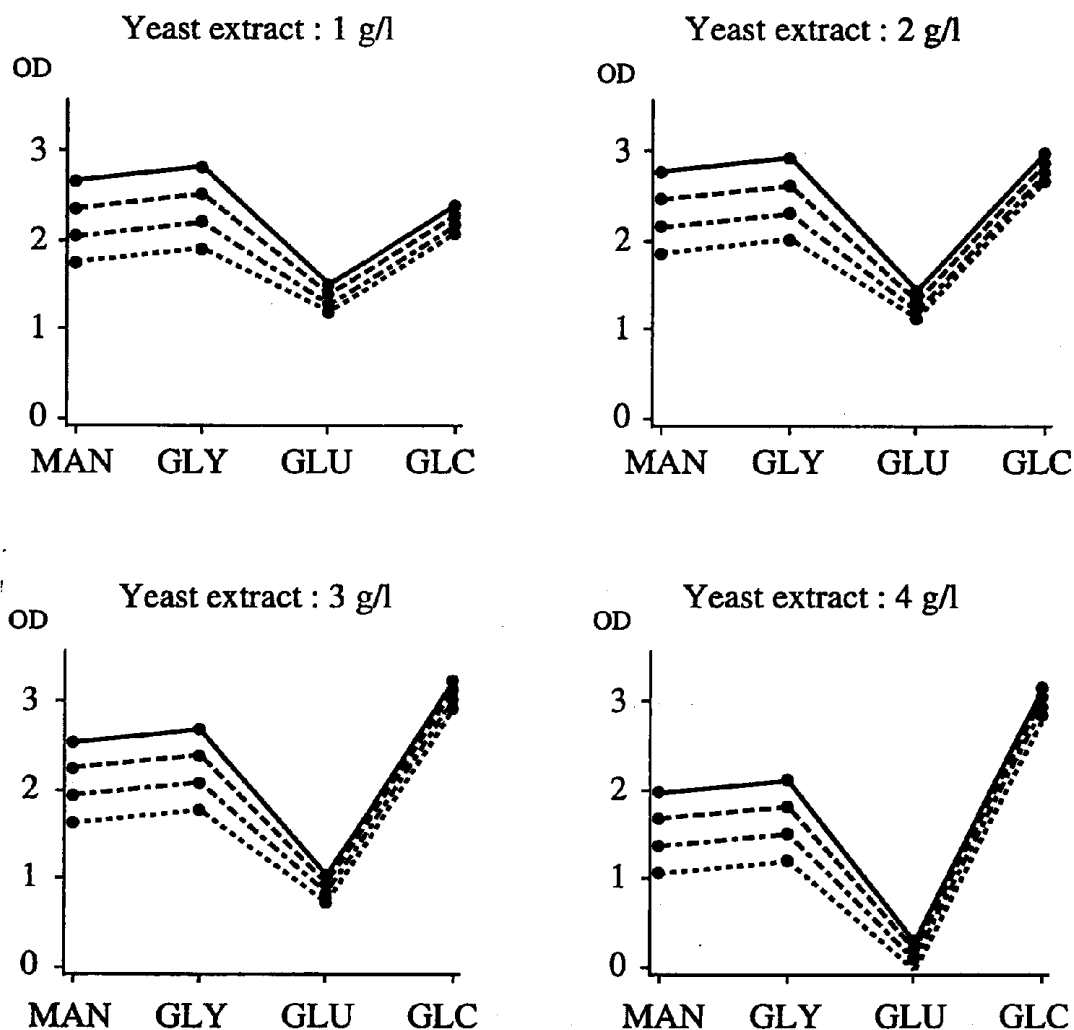 Yeast extract : 1 g/l
OD
3
2
1
0
MAN GLY GLU GLC
Yeast extract : 2 g/l
OD
3
2
1
0
MAN GLY GLU GLC
Yeast extract : 3 g/l
OD
3
2
1
0
MAN GLY GLU GLC
Yeast extract : 4 g/l
OD
3
2
1
0
MAN GLY GLU GLC